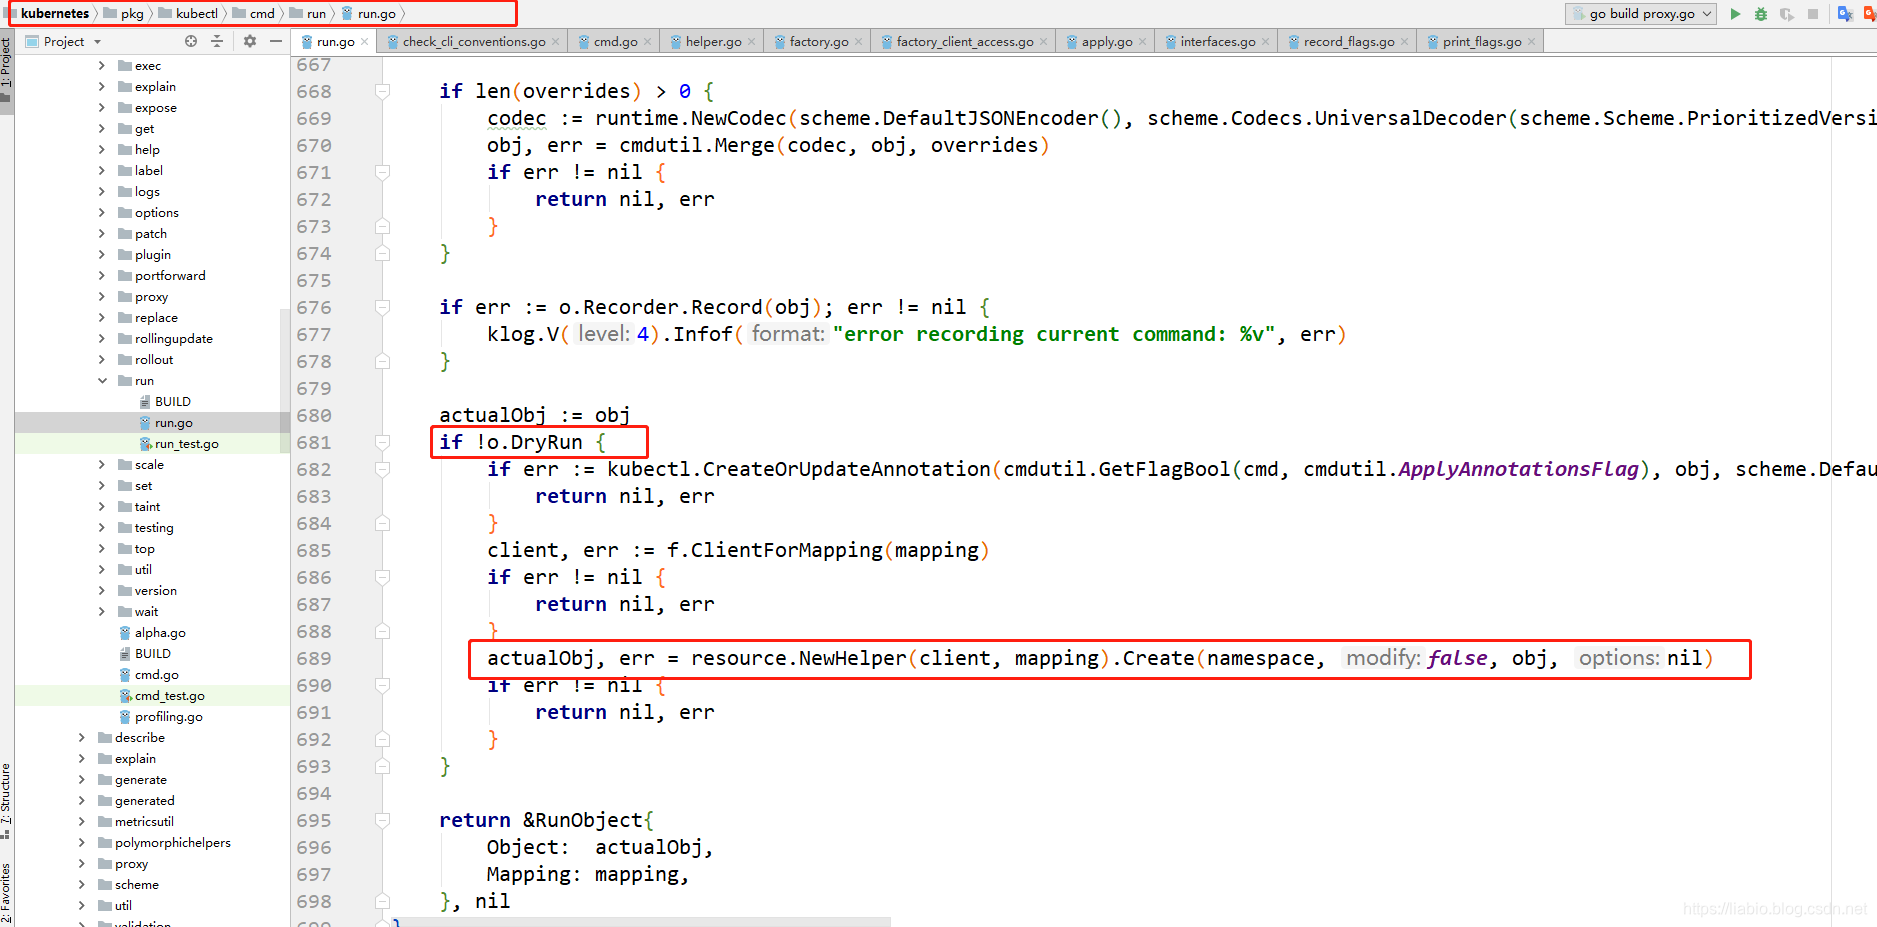 kubernetes pkg kubectl cmd run run.go go build proxy.go
Project
run.go check_cli_conventions.go cmd.go helper.go factory.go factory_client_access.go apply.go interfaces.go record_flags.go print_flags.go
1: Project
7: Structure
2: Favorites
exec
explain
expose
get
help
label
logs
options
patch
plugin
portforward
proxy
replace
rollingupdate
rollout
run
BUILD
run.go
run_test.go
scale
set
taint
testing
top
util
version
wait
alpha.go
BUILD
cmd.go
cmd_test.go
profiling.go
describe
explain
generate
generated
metricsutil
polymorphichelpers
proxy
scheme
util
validation
667
668 if len(overrides) > 0 {
669 codec := runtime.NewCodec(scheme.DefaultJSONEncoder(), scheme.Codecs.UniversalDecoder(scheme.Scheme.PrioritizedVersi
670 obj, err = cmdutil.Merge(codec, obj, overrides)
671 if err != nil {
672 return nil, err
673 }
674 }
675
676 if err := o.Recorder.Record(obj); err != nil {
677 klog.V( level: 4).Infof( format: "error recording current command: %v", err)
678 }
679
680 actualObj := obj
681 if !o.DryRun {
682 if err := kubectl.CreateOrUpdateAnnotation(cmdutil.GetFlagBool(cmd, cmdutil.ApplyAnnotationsFlag), obj, scheme.Defau
683 return nil, err
684 }
685 client, err := f.ClientForMapping(mapping)
686 if err != nil {
687 return nil, err
688 }
689 actualObj, err = resource.NewHelper(client, mapping).Create(namespace, modify: false, obj, options: nil)
690 if err != nil {
691 return nil, err
692 }
693 }
694
695 return &RunObject{
696 Object: actualObj,
697 Mapping: mapping,
698 }, nil
699 }
https://liabio.blog.csdn.net